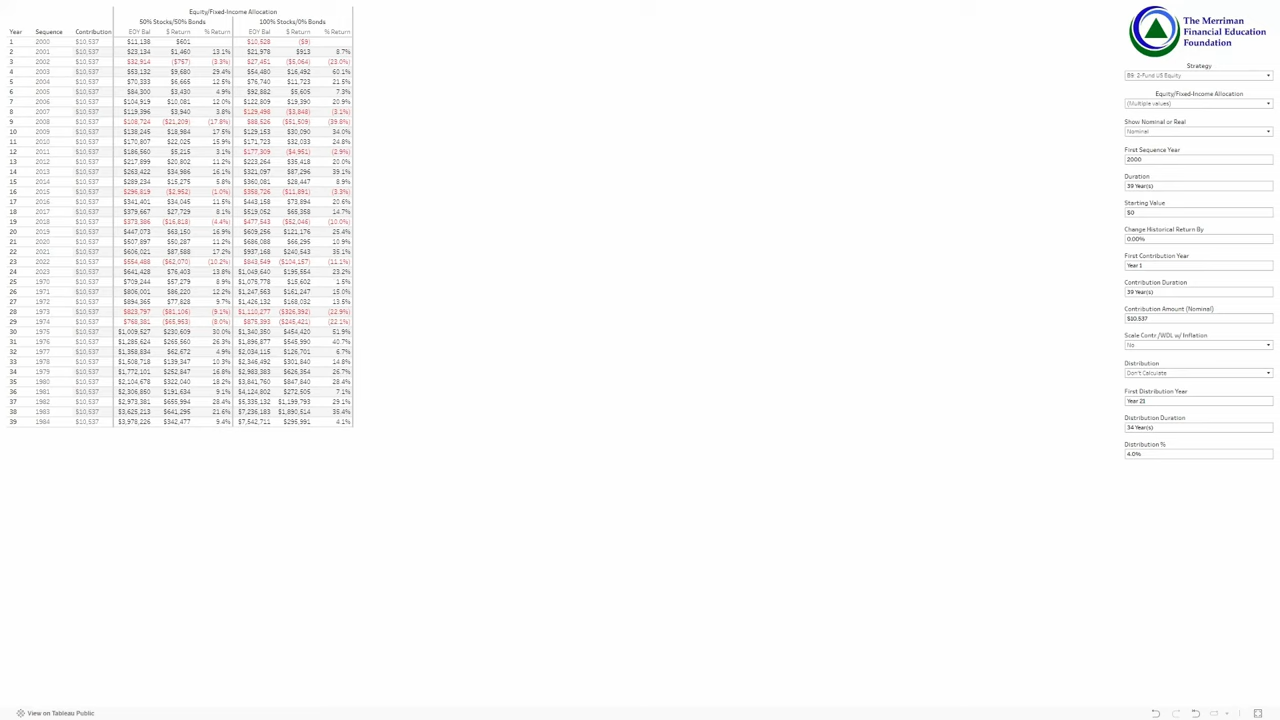 Equity/Fixed-Income Allocation
50% Stocks/50% Bonds 100% Stocks/0% Bonds
Year Sequence Contribution EOY Bal $ Return % Return EOY Bal $ Return % Return
1 2000 $10,537 $11,138 $601 $10,528 ($9)
2 2001 $10,537 $23,134 $1,460 13.1% $21,978 $913 8.7%
3 2002 $10,537 $32,914 ($757) (3.3%) $27,451 ($5,064) (23.0%)
4 2003 $10,537 $53,132 $9,680 29.4% $54,480 $16,492 60.1%
5 2004 $10,537 $70,333 $6,665 12.5% $76,740 $11,723 21.5%
6 2005 $10,537 $84,300 $3,430 4.9% $92,882 $5,605 7.3%
7 2006 $10,537 $104,919 $10,081 12.0% $122,809 $19,390 20.9%
8 2007 $10,537 $119,396 $3,940 3.8% $129,498 ($3,848) (3.1%)
9 2008 $10,537 $108,724 ($21,209) (17.8%) $88,526 ($51,509) (39.8%)
10 2009 $10,537 $138,245 $18,984 17.5% $129,153 $30,090 34.0%
11 2010 $10,537 $170,807 $22,025 15.9% $171,723 $32,033 24.8%
12 2011 $10,537 $186,560 $5,215 3.1% $177,309 ($4,951) (2.9%)
13 2012 $10,537 $217,899 $20,802 11.2% $223,264 $35,418 20.0%
14 2013 $10,537 $263,422 $34,986 16.1% $321,097 $87,296 39.1%
15 2014 $10,537 $289,234 $15,275 5.8% $360,081 $28,447 8.9%
16 2015 $10,537 $296,819 ($2,952) (1.0%) $358,726 ($11,891) (3.3%)
17 2016 $10,537 $341,401 $34,045 11.5% $443,158 $73,894 20.6%
18 2017 $10,537 $379,667 $27,729 8.1% $519,052 $65,358 14.7%
19 2018 $10,537 $373,386 ($16,818) (4.4%) $477,543 ($52,046) (10.0%)
20 2019 $10,537 $447,073 $63,150 16.9% $609,256 $121,176 25.4%
21 2020 $10,537 $507,897 $50,287 11.2% $686,088 $66,295 10.9%
22 2021 $10,537 $606,021 $87,588 17.2% $937,168 $240,543 35.1%
23 2022 $10,537 $554,488 ($62,070) (10.2%) $843,549 ($104,157) (11.1%)
24 2023 $10,537 $641,428 $76,403 13.8% $1,049,640 $195,554 23.2%
25 1970 $10,537 $709,244 $57,279 8.9% $1,075,778 $15,602 1.5%
26 1971 $10,537 $806,001 $86,220 12.2% $1,247,563 $161,247 15.0%
27 1972 $10,537 $894,365 $77,828 9.7% $1,426,132 $168,032 13.5%
28 1973 $10,537 $823,797 ($81,106) (9.1%) $1,110,277 ($326,392) (22.9%)
29 1974 $10,537 $768,381 ($65,953) (8.0%) $875,393 ($245,421) (22.1%)
30 1975 $10,537 $1,009,527 $230,609 30.0% $1,340,350 $454,420 51.9%
31 1976 $10,537 $1,285,624 $265,560 26.3% $1,896,877 $545,990 40.7%
32 1977 $10,537 $1,358,834 $62,672 4.9% $2,034,115 $126,701 6.7%
33 1978 $10,537 $1,508,718 $139,347 10.3% $2,346,492 $301,840 14.8%
34 1979 $10,537 $1,772,101 $252,847 16.8% $2,983,383 $626,354 26.7%
35 1980 $10,537 $2,104,678 $322,040 18.2% $3,841,760 $847,840 28.4%
36 1981 $10,537 $2,306,850 $191,634 9.1% $4,124,802 $272,505 7.1%
37 1982 $10,537 $2,973,381 $655,994 28.4% $5,335,132 $1,199,793 29.1%
38 1983 $10,537 $3,625,213 $641,295 21.6% $7,236,183 $1,890,514 35.4%
39 1984 $10,537 $3,978,226 $342,477 9.4% $7,542,711 $295,991 4.1%
The Merriman
Financial Education
Foundation
Strategy
B9. 2-Fund US Equity
Equity/Fixed-Income Allocation
(Multiple values)
Show Nominal or Real
Nominal
First Sequence Year
2000
Duration
39 Year(s)
Starting Value
$0
Change Historical Return By
0.00%
First Contribution Year
Year 1
Contribution Duration
39 Year(s)
Contribution Amount (Nominal)
$10,537
Scale Contr./WDL w/ Inflation
No
Distribution
Don't Calculate
First Distribution Year
Year 21
Distribution Duration
34 Year(s)
Distribution %
4.0%
View on Tableau Public